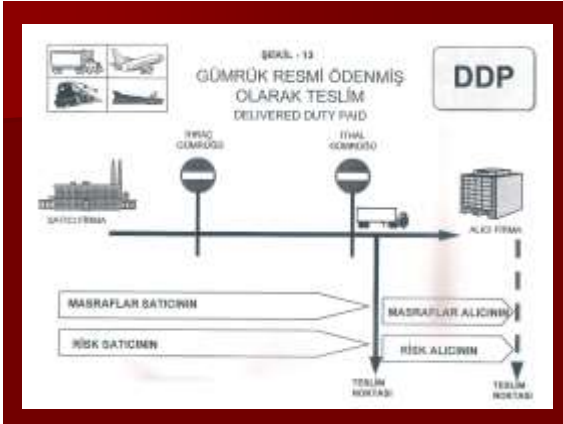 ŞEKİL - 13
GÜMRÜK RESMİ ÖDENMİŞ
OLARAK TESLİM
DELIVERED DUTY PAID
DDP
İHRAÇ
GÜMRÜĞÜ
İTHAL
GÜMRÜĞÜ
SATICI FİRMA
ALICI FİRMA
MASRAFLAR SATICININ
MASRAFLAR ALICININ
RİSK SATICININ
RİSK ALICININ
TESLİM
NOKTASI
TESLİM
NOKTASI